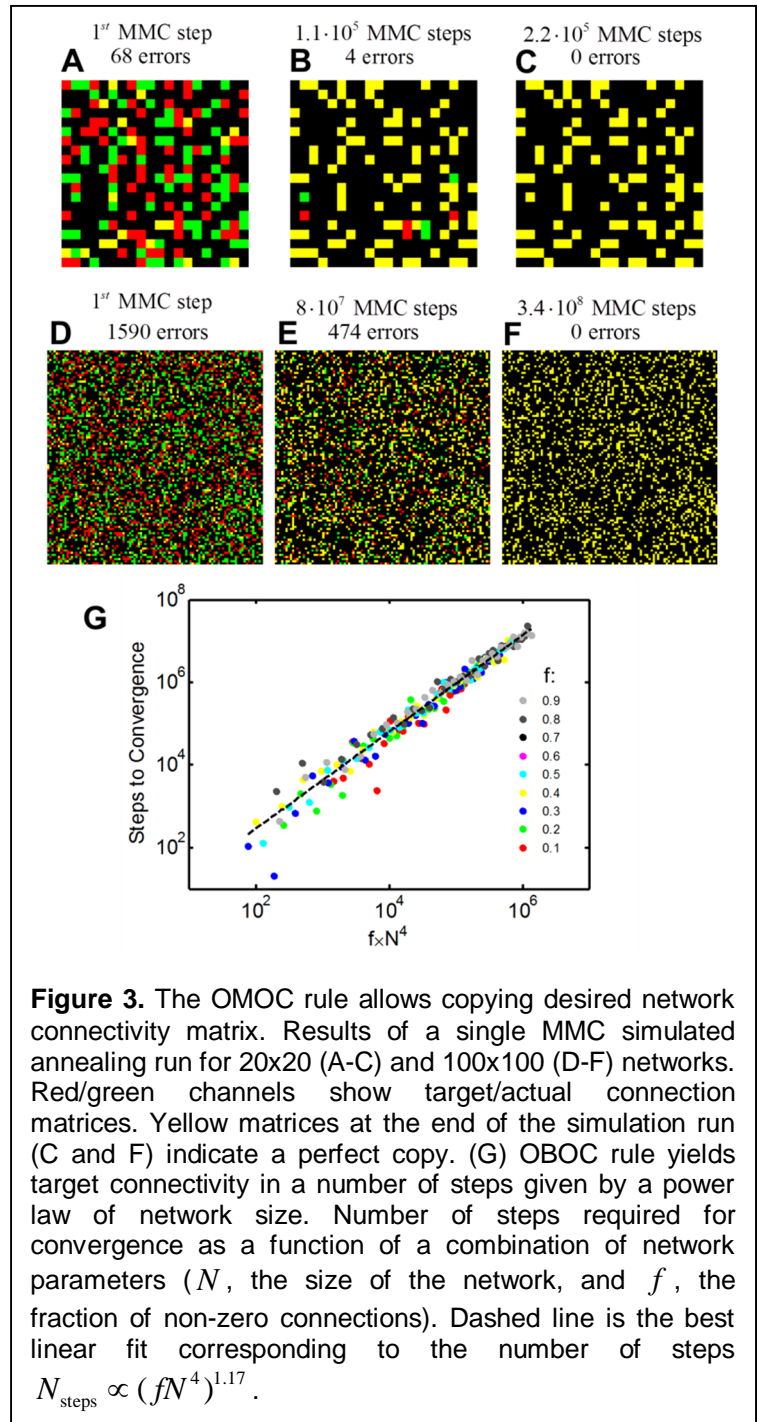 1st MMC step
68 errors
A
1.1·10^5 MMC steps
4 errors
B
2.2·10^5 MMC steps
0 errors
C
1st MMC step
1590 errors
D
8·10^7 MMC steps
474 errors
E
3.4·10^8 MMC steps
0 errors
F
G
10^8
10^6
10^4
10^2
Steps to Convergence
f:
0.9
0.8
0.7
0.6
0.5
0.4
0.3
0.2
0.1
10^2
10^4
10^6
f×N^4
Figure 3. The OMOC rule allows copying desired network
connectivity matrix. Results of a single MMC simulated
annealing run for 20x20 (A-C) and 100x100 (D-F) networks.
Red/green channels show target/actual connection
matrices. Yellow matrices at the end of the simulation run
(C and F) indicate a perfect copy. (G) OBOC rule yields
target connectivity in a number of steps given by a power
law of network size. Number of steps required for
convergence as a function of a combination of network
parameters (N, the size of the network, and f, the
fraction of non-zero connections). Dashed line is the best
linear fit corresponding to the number of steps
N_steps ∝ (fN^4)^1.17.